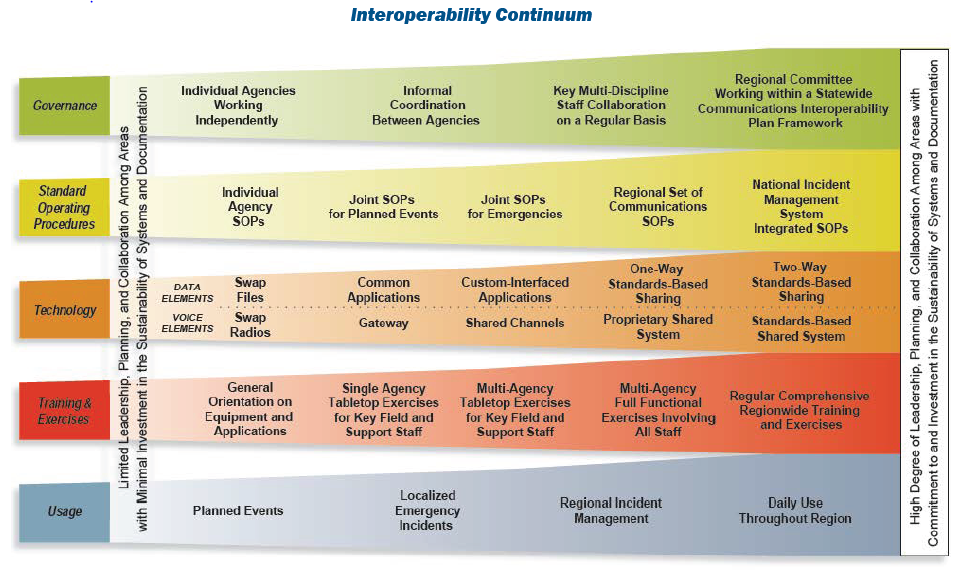 Interoperability Continuum
Limited Leadership, Planning, and Collaboration Among Areas
with Minimal Investment in the Sustainability of Systems and Documentation
Governance
Individual Agencies
Working
Independently
Informal
Coordination
Between Agencies
Key Multi-Discipline
Staff Collaboration
on a Regular Basis
Regional Committee
Working within a Statewide
Communications Interoperability
Plan Framework
Standard
Operating
Procedures
Individual
Agency
SOPs
Joint SOPs
for Planned Events
Joint SOPs
for Emergencies
Regional Set of
Communications
SOPs
National Incident
Management
System
Integrated SOPs
Technology
DATA
ELEMENTS
Swap
Files
Common
Applications
Custom-Interfaced
Applications
One-Way
Standards-Based
Sharing
Two-Way
Standards-Based
Sharing
VOICE
ELEMENTS
Swap
Radios
Gateway
Shared Channels
Proprietary Shared
System
Standards-Based
Shared System
Training &
Exercises
General
Orientation on
Equipment and
Applications
Single Agency
Tabletop Exercises
for Key Field and
Support Staff
Multi-Agency
Tabletop Exercises
for Key Field and
Support Staff
Multi-Agency
Full Functional
Exercises Involving
All Staff
Regular Comprehensive
Regionwide Training
and Exercises
Usage
Planned Events
Localized
Emergency
Incidents
Regional Incident
Management
Daily Use
Throughout Region
High Degree of Leadership, Planning, and Collaboration Among Areas with
Commitment to and Investment in the Sustainability of Systems and Documentation